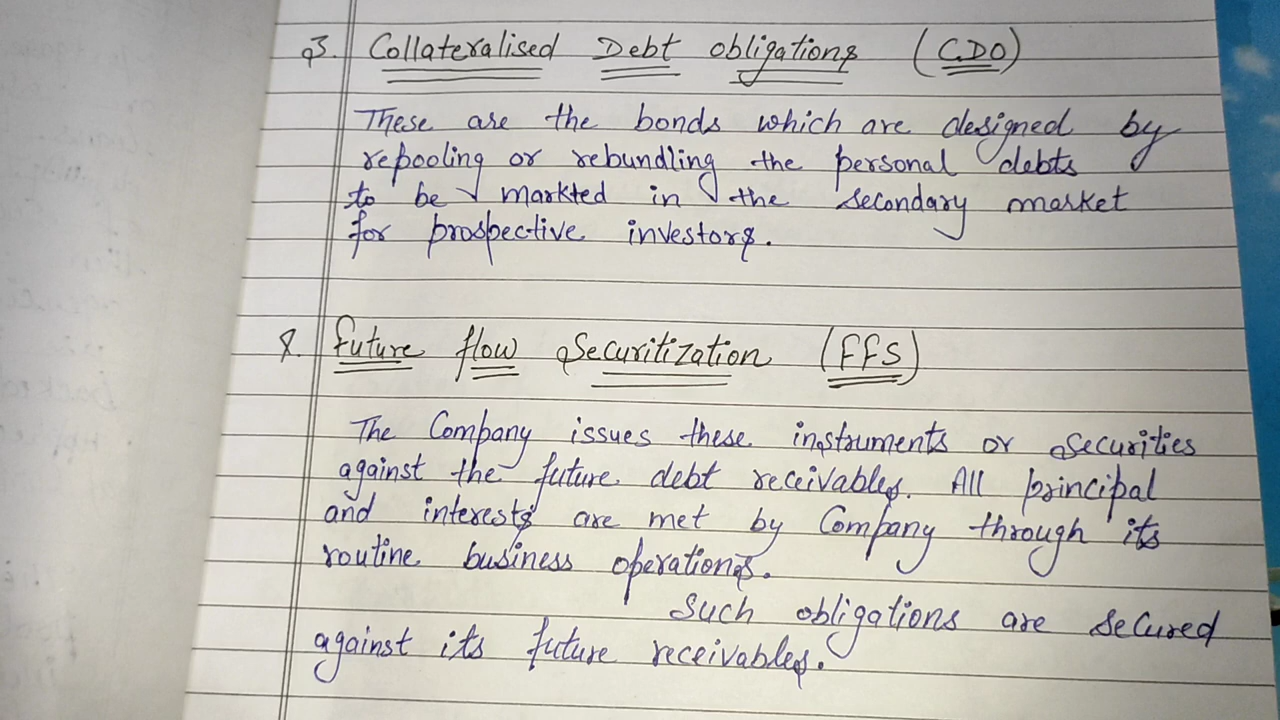 3. Collateralised Debt obligations (CDO)
These are the bonds which are designed by
repooling or rebundling the personal debts
to be markted in the secondary market
for prospective investors.
8. Future flow Securitization (FFS)
The Company issues these instruments or Securities
against the future debt receivables. All principal
and interests are met by Company through its
routine business operations.
Such obligations are secured
against its future receivables.